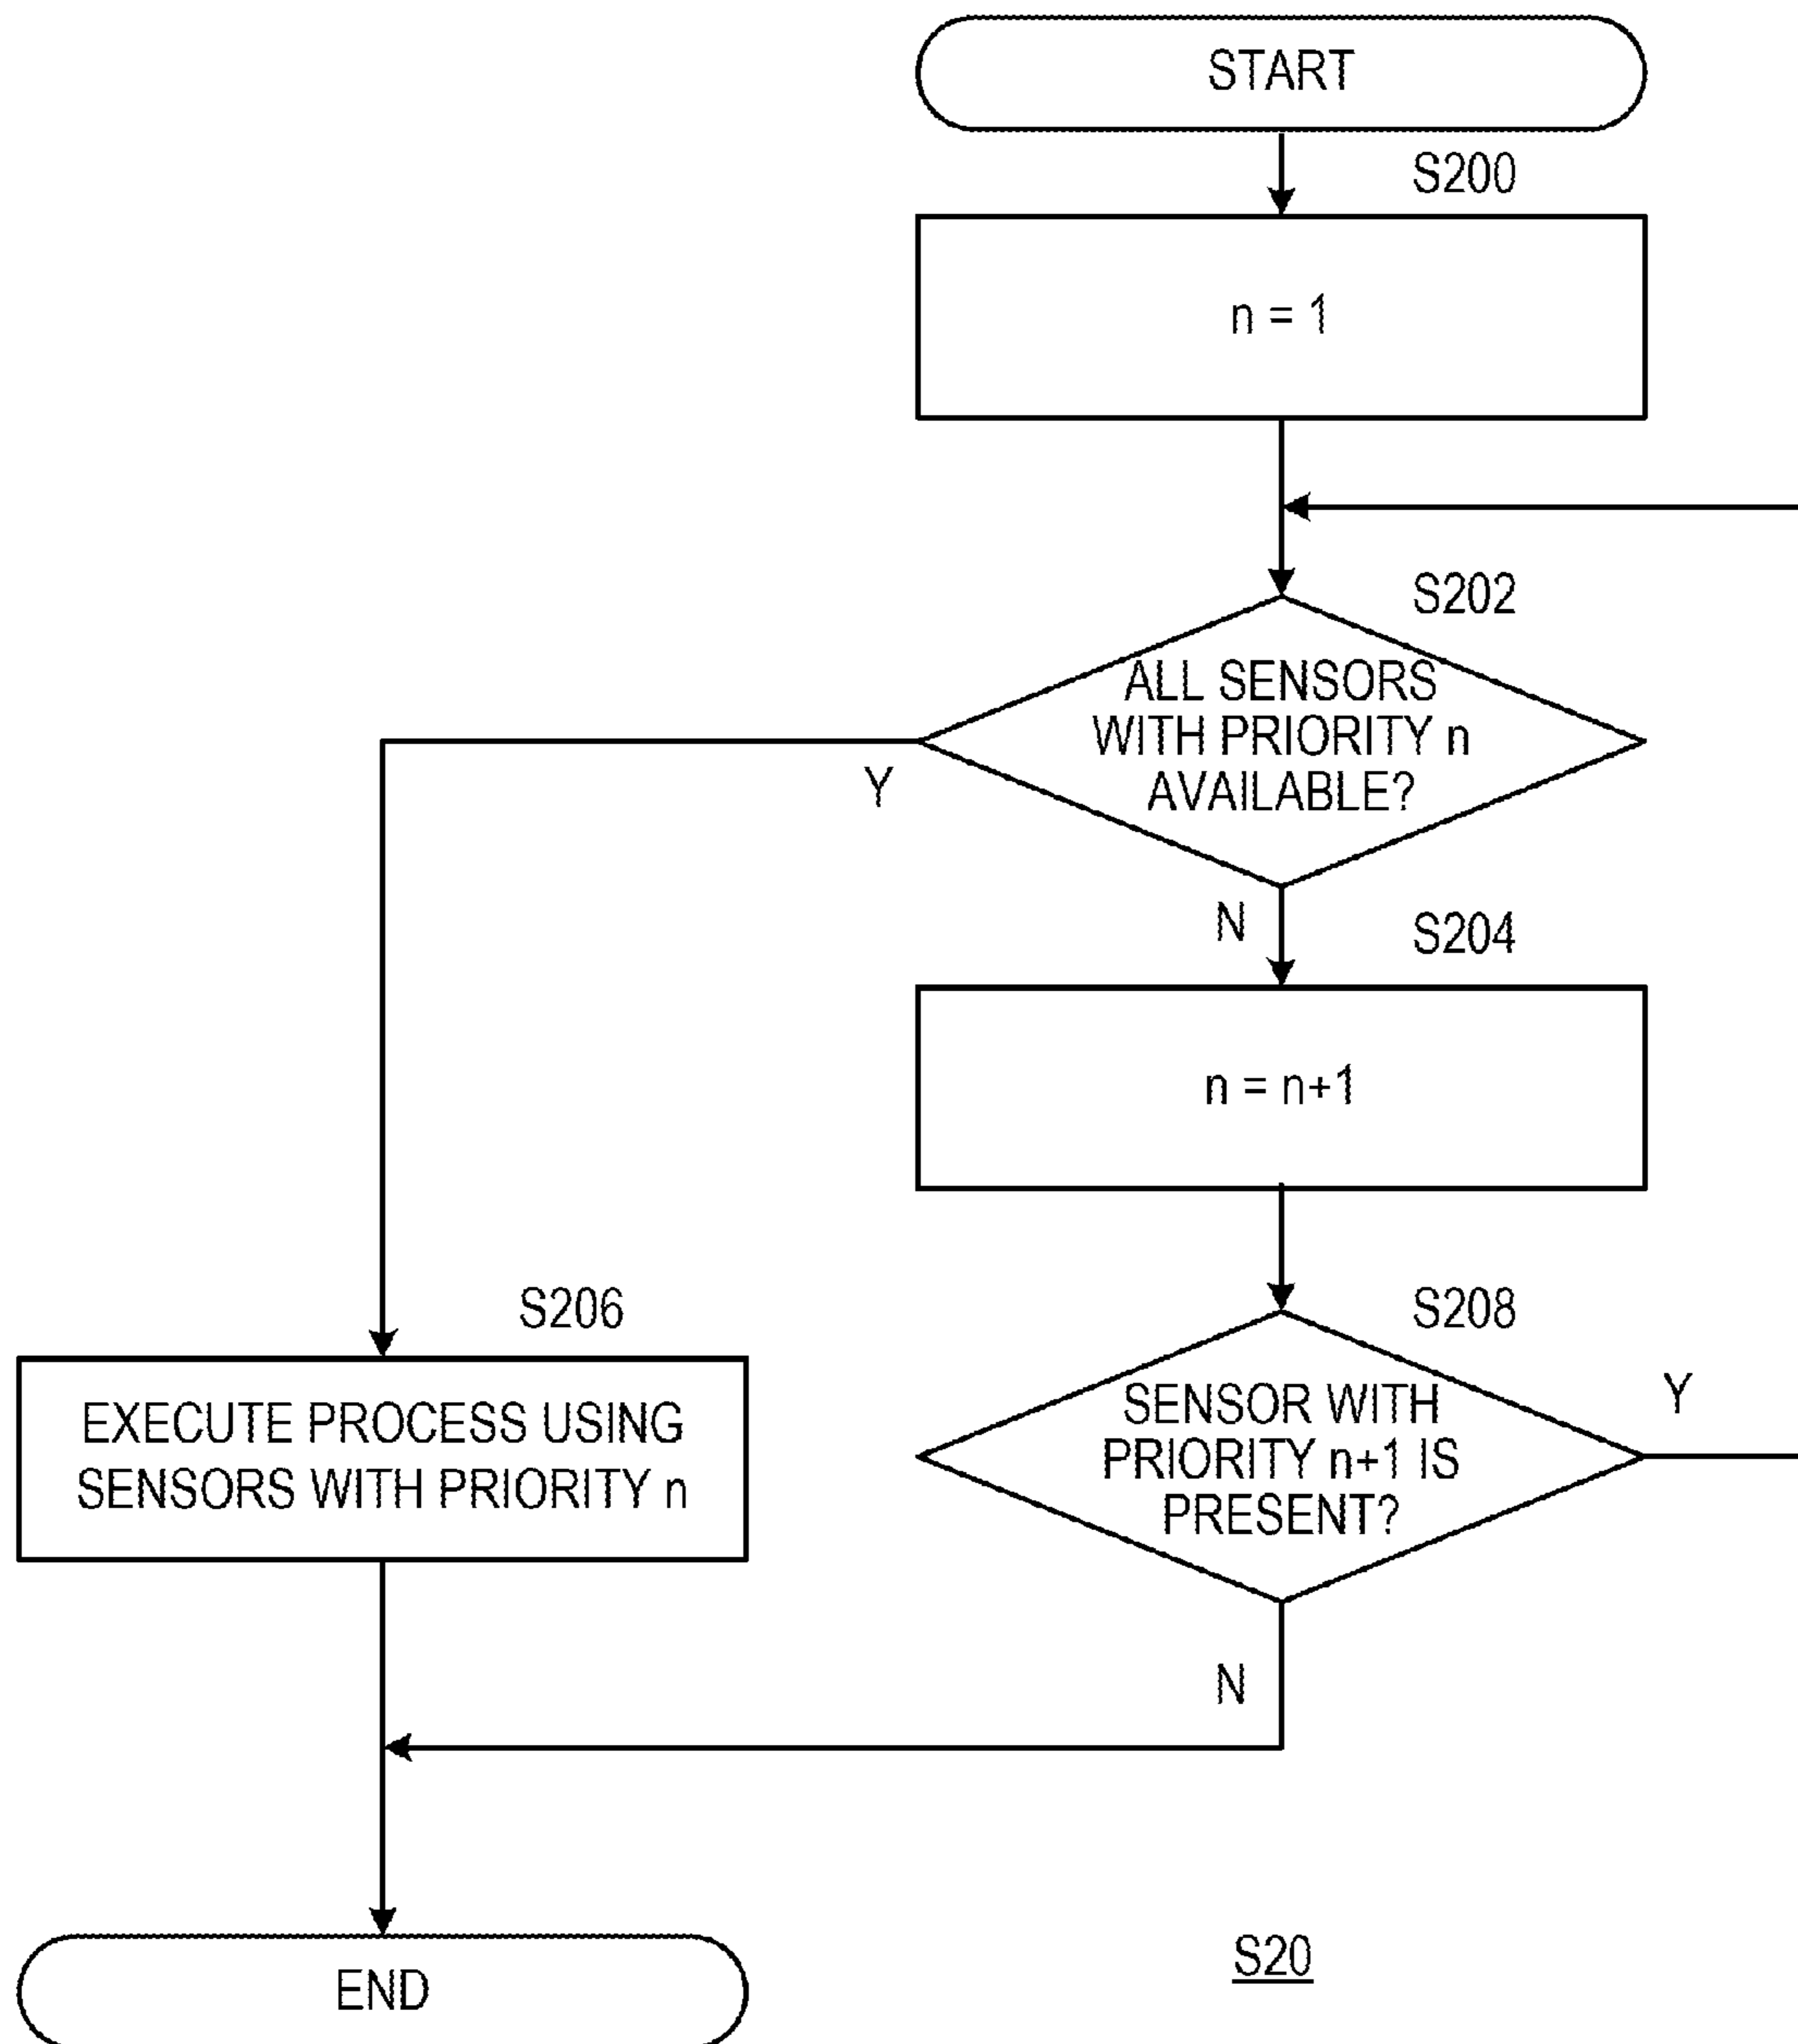 START
S200
n = 1
S202
ALL SENSORS
WITH PRIORITY n
AVAILABLE?
Y
N
S204
n = n+1
S206
EXECUTE PROCESS USING
SENSORS WITH PRIORITY n
S208
SENSOR WITH
PRIORITY n+1 IS
PRESENT?
Y
N
END
S20